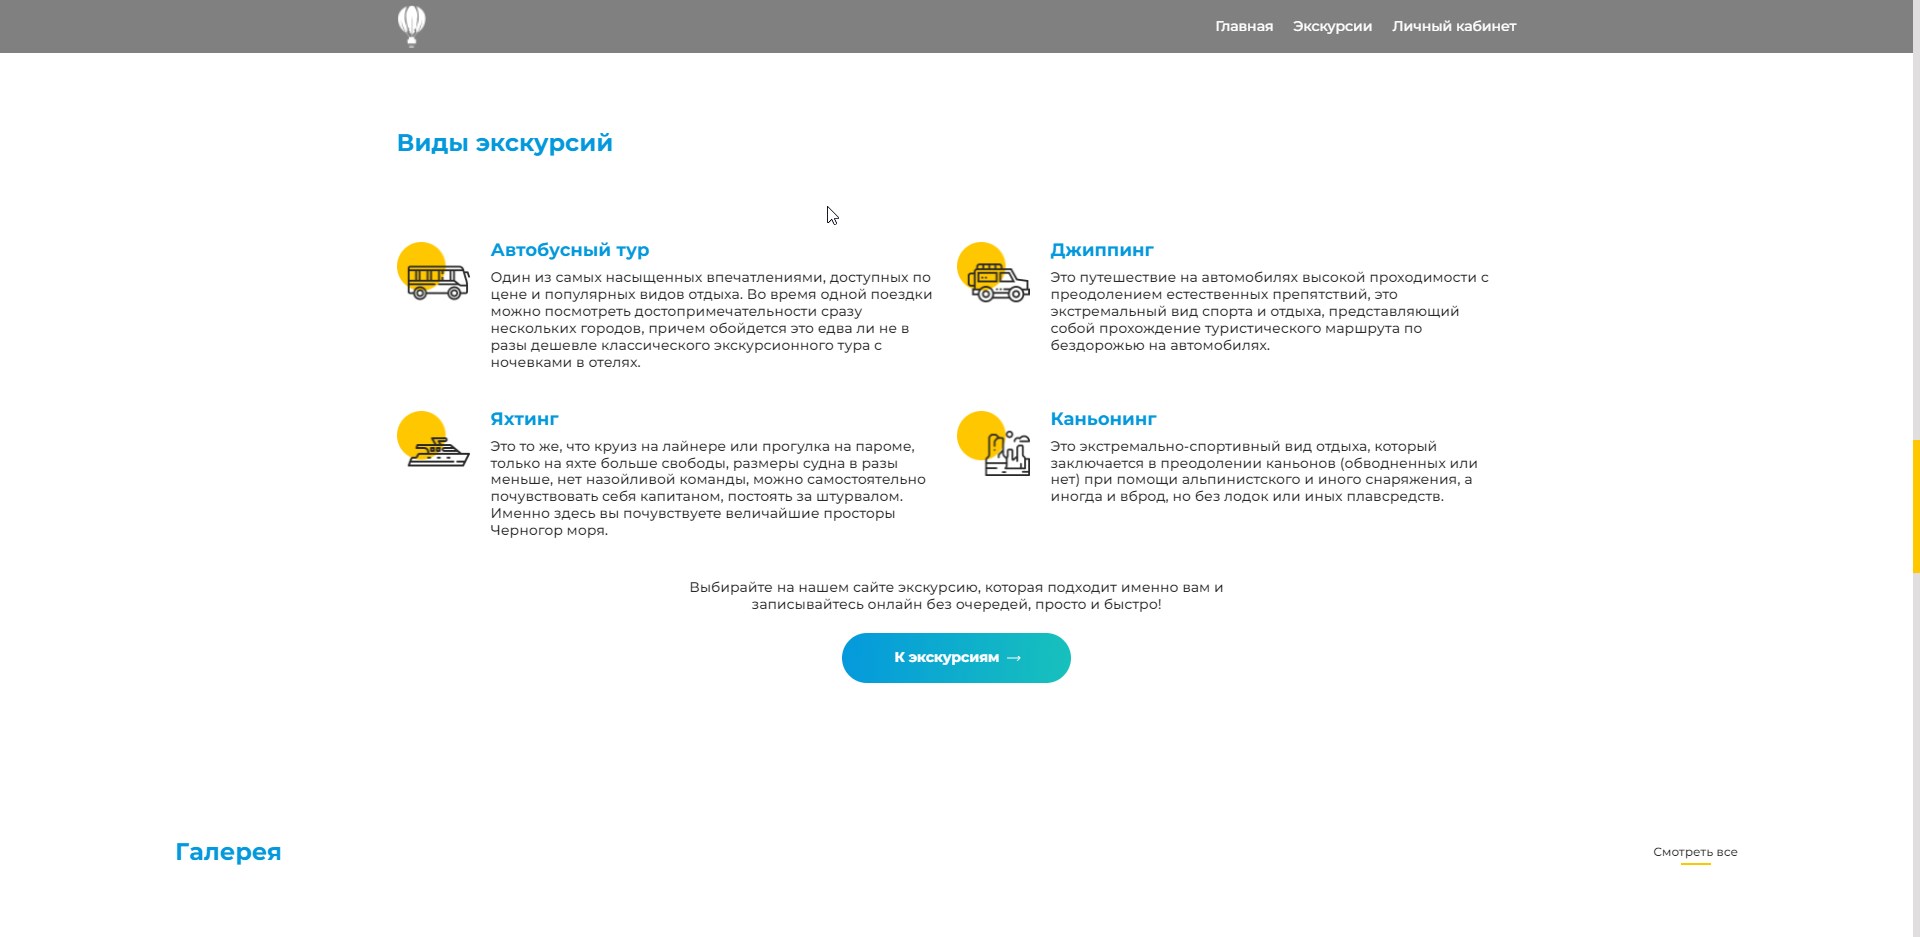 Главная Экскурсии Личный кабинет
Виды экскурсий
Автобусный тур
Один из самых насыщенных впечатлениями, доступных по
цене и популярных видов отдыха. Во время одной поездки
можно посмотреть достопримечательности сразу
нескольких городов, причем обойдется это едва ли не в
разы дешевле классического экскурсионного тура с
ночевками в отелях.
Джиппинг
Это путешествие на автомобилях высокой проходимости с
преодолением естественных препятствий, это
экстремальный вид спорта и отдыха, представляющий
собой прохождение туристического маршрута по
бездорожью на автомобилях.
Яхтинг
Это то же, что круиз на лайнере или прогулка на пароме,
только на яхте больше свободы, размеры судна в разы
меньше, нет назойливой команды, можно самостоятельно
почувствовать себя капитаном, постоять за штурвалом.
Именно здесь вы почувствуете величайшие просторы
Черногор моря.
Каньонинг
Это экстремально-спортивный вид отдыха, который
заключается в преодолении каньонов (обводненных или
нет) при помощи альпинистского и иного снаряжения, а
иногда и вброд, но без лодок или иных плавсредств.
Выбирайте на нашем сайте экскурсию, которая подходит именно вам и
записывайтесь онлайн без очередей, просто и быстро!
К экскурсиям →
Галерея
Смотреть все